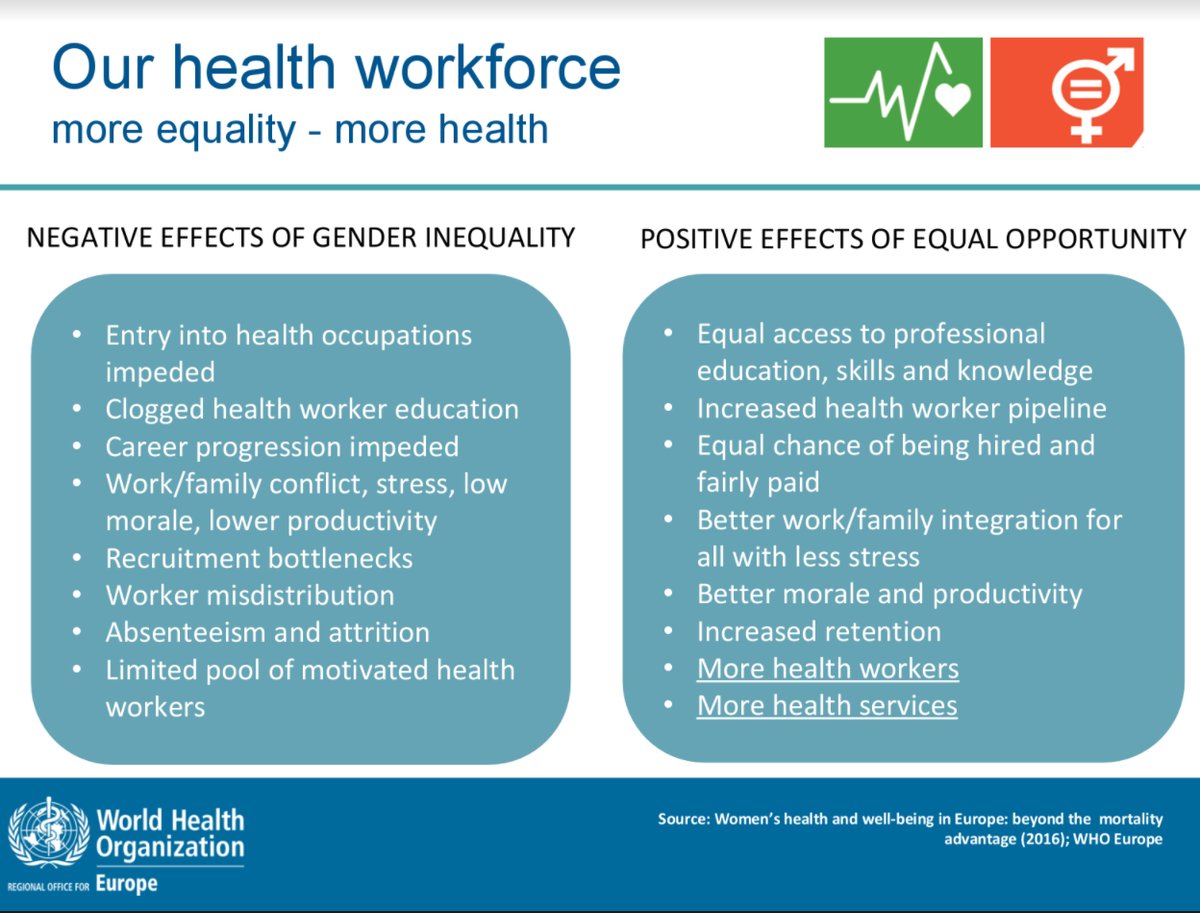 Our health workforce
more equality - more health
NEGATIVE EFFECTS OF GENDER INEQUALITY
• Entry into health occupations
impeded
• Clogged health worker education
• Career progression impeded
• Work/family conflict, stress, low
morale, lower productivity
• Recruitment bottlenecks
• Worker misdistribution
• Absenteeism and attrition
• Limited pool of motivated health
workers
POSITIVE EFFECTS OF EQUAL OPPORTUNITY
• Equal access to professional
education, skills and knowledge
• Increased health worker pipeline
• Equal chance of being hired and
fairly paid
• Better work/family integration for
all with less stress
• Better morale and productivity
• Increased retention
• More health workers
• More health services
World Health
Organization
REGIONAL OFFICE FOR Europe
Source: Women’s health and well-being in Europe: beyond the mortality
advantage (2016); WHO Europe